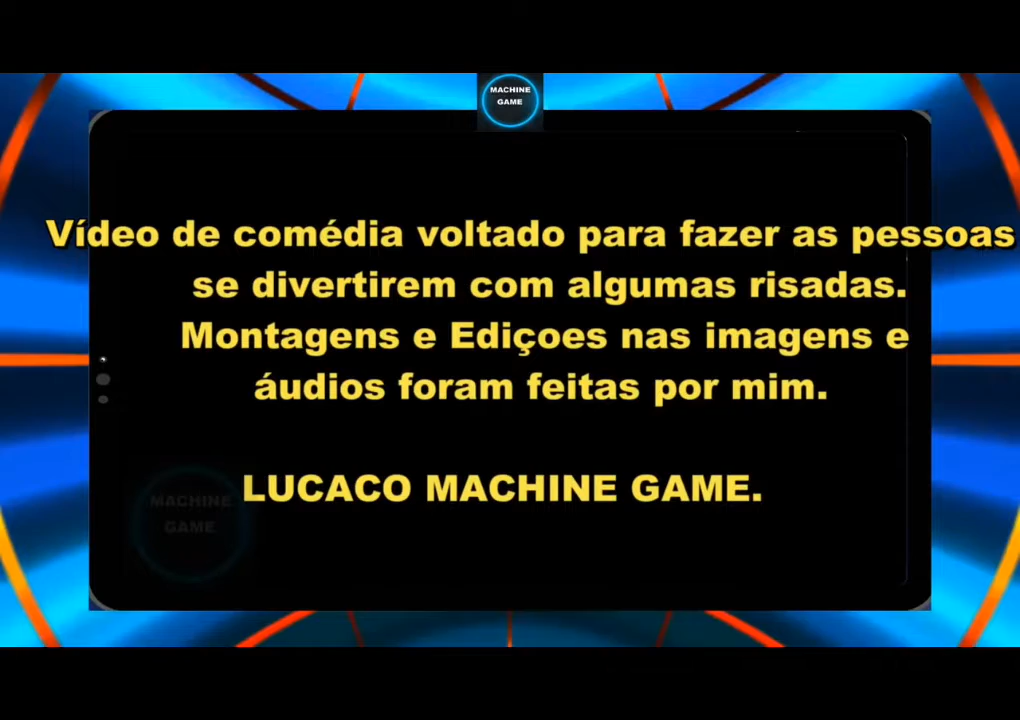 MACHINE
GAME
Vídeo de comédia voltado para fazer as pessoas
se divertirem com algumas risadas.
Montagens e Ediçoes nas imagens e
áudios foram feitas por mim.
LUCACO MACHINE GAME.
MACHINE
GAME